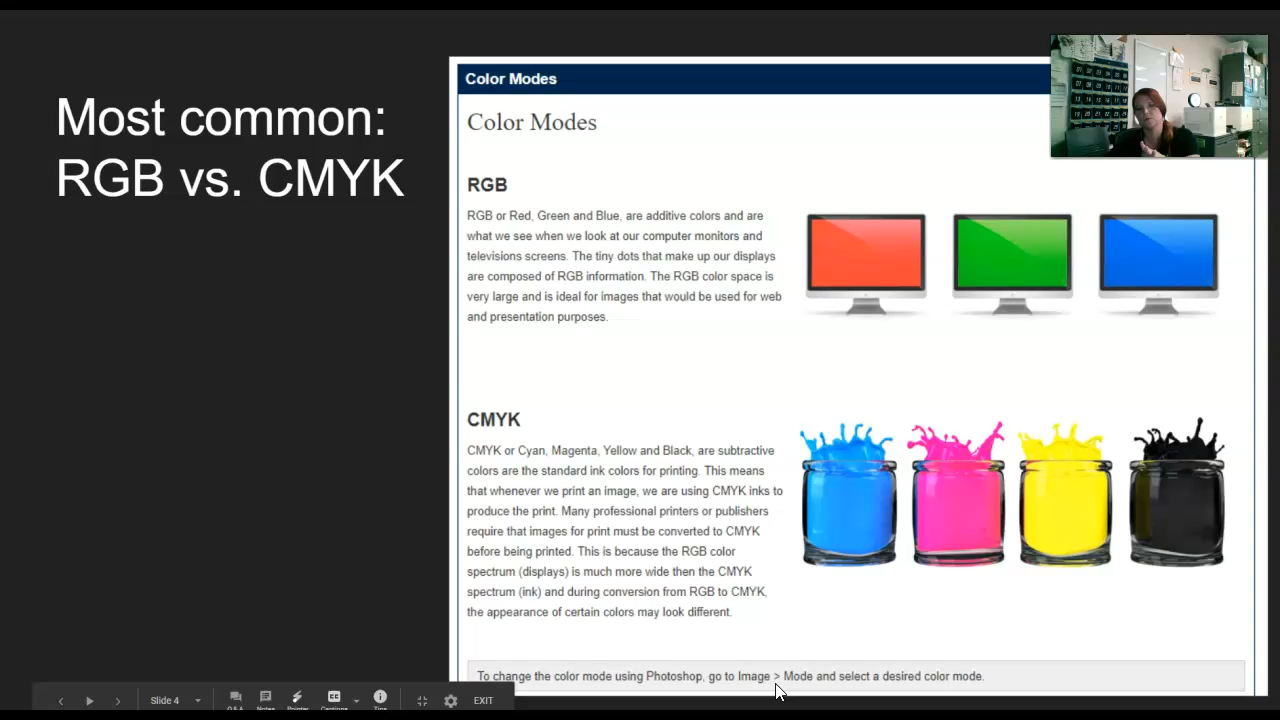 Most common:
RGB vs. CMYK
Color Modes
Color Modes
RGB
RGB or Red, Green and Blue, are additive colors and are
what we see when we look at our computer monitors and
televisions screens. The tiny dots that make up our displays
are composed of RGB information. The RGB color space is
very large and is ideal for images that would be used for web
and presentation purposes.
CMYK
CMYK or Cyan, Magenta, Yellow and Black, are subtractive
colors are the standard ink colors for printing. This means
that whenever we print an image, we are using CMYK inks to
produce the print. Many professional printers or publishers
require that images for print must be converted to CMYK
before being printed. This is because the RGB color
spectrum (displays) is much more wide then the CMYK
spectrum (ink) and during conversion from RGB to CMYK,
the appearance of certain colors may look different.
To change the color mode using Photoshop, go to Image > Mode and select a desired color mode.
Slide 4
Q & A
Notes
Pointer
Captions
Tips
EXIT